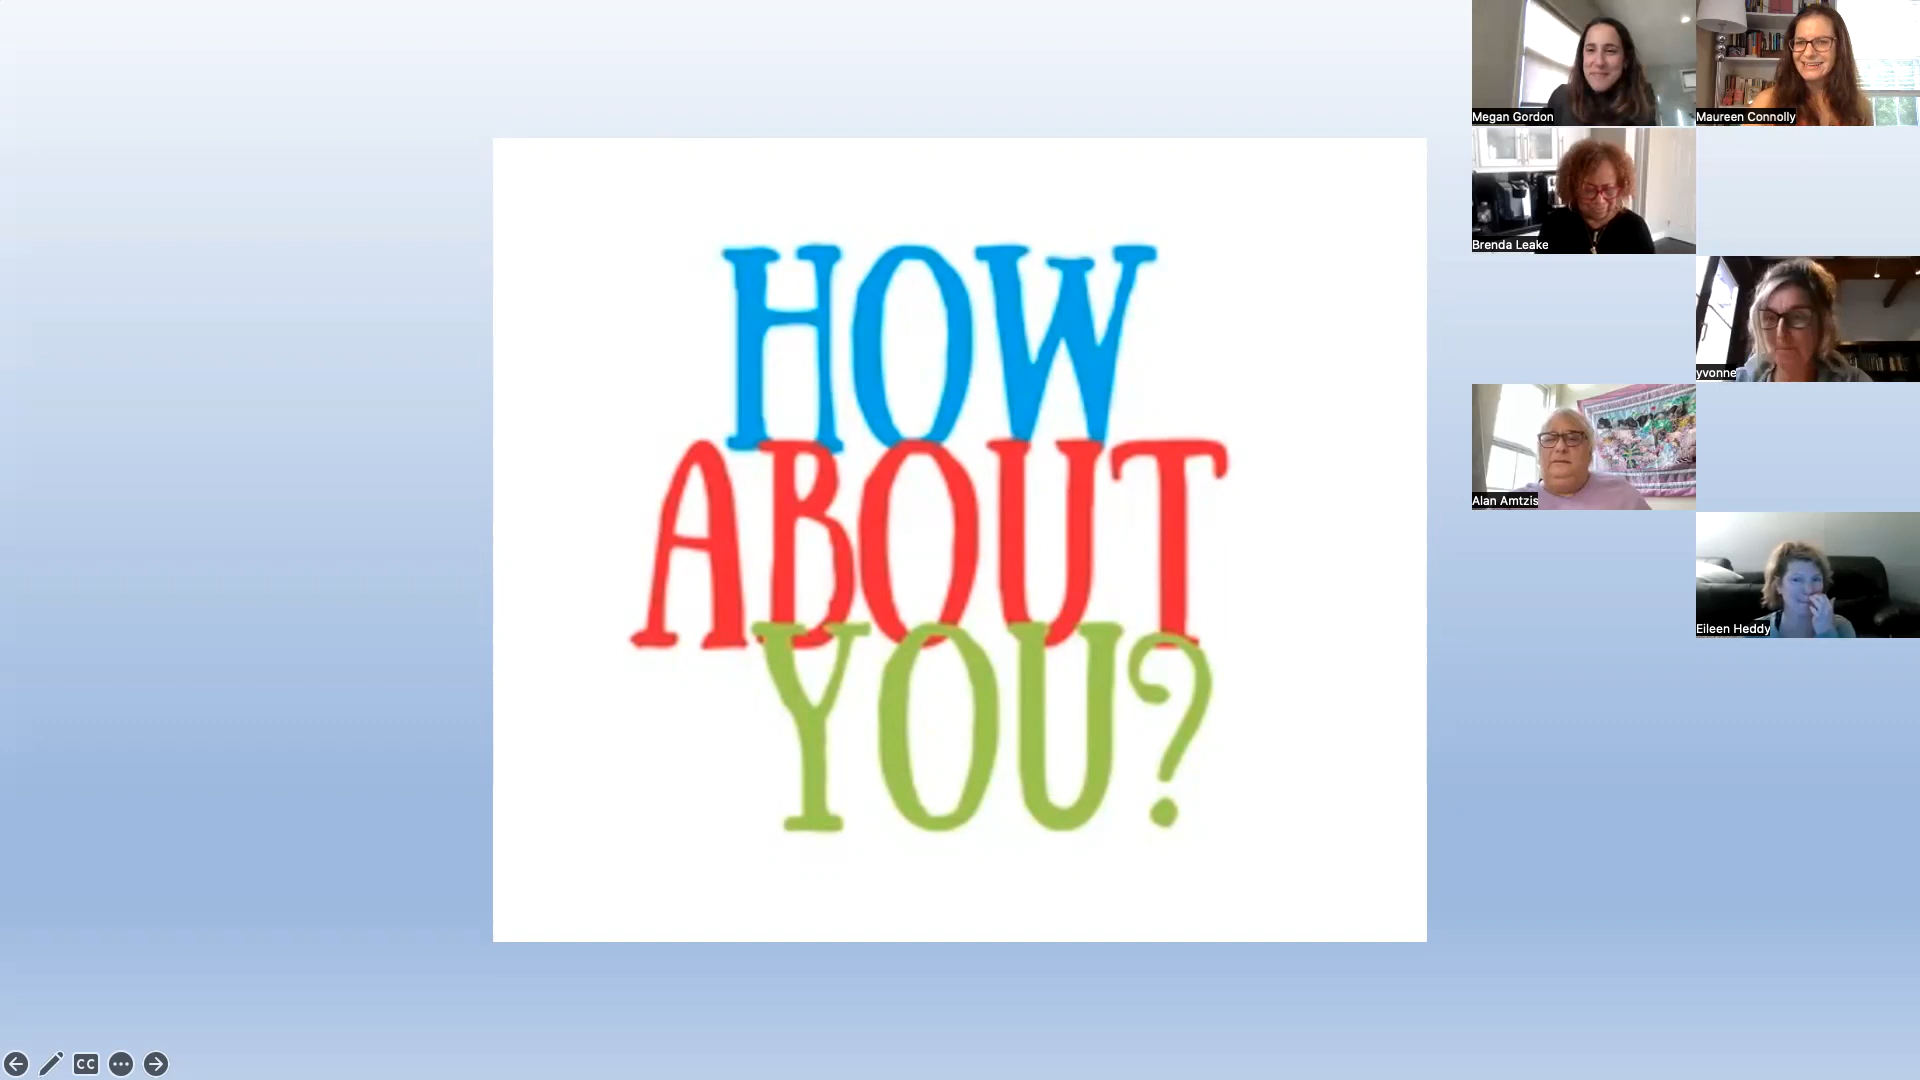 HOW
ABOUT
YOU?
Megan Gordon
Maureen Connolly
Brenda Leake
yvonne
Alan Amtzis
Eileen Heddy
CC